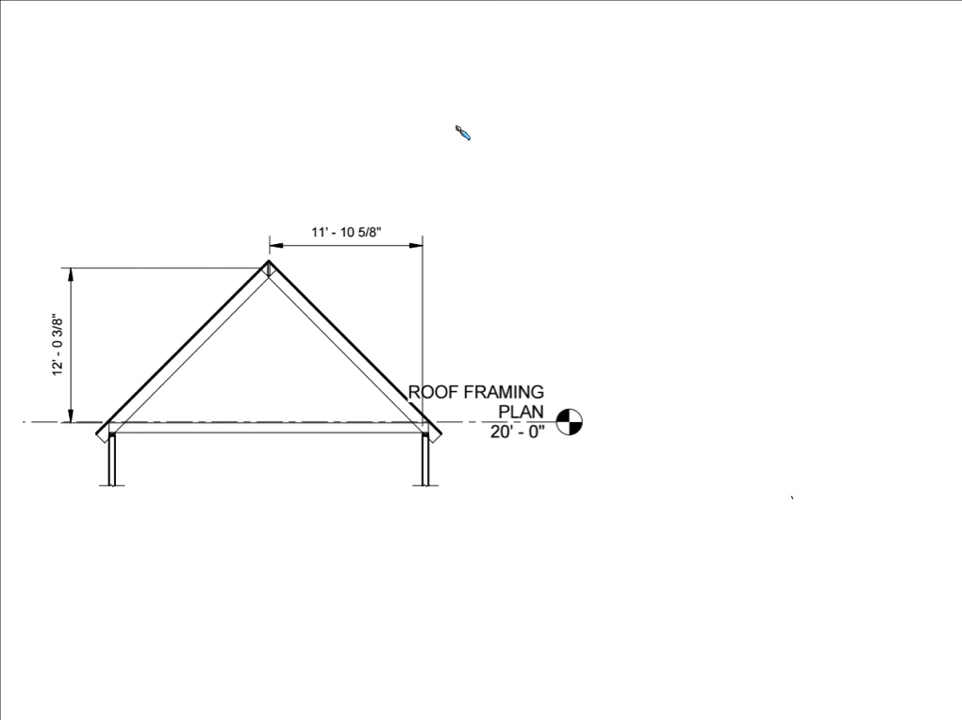 11' - 10 5/8"
12' - 0 3/8"
ROOF FRAMING
PLAN
20' - 0"